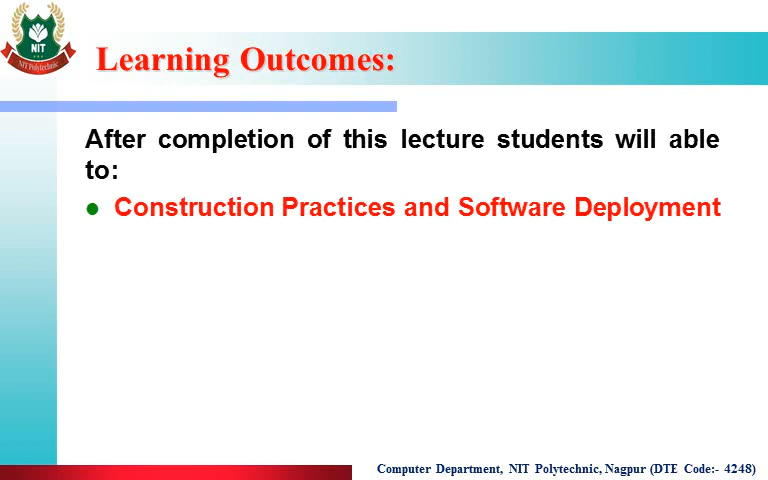 NIT
NIT Polytechnic
Learning Outcomes:
After completion of this lecture students will able
to:
Construction Practices and Software Deployment
Computer Department, NIT Polytechnic, Nagpur (DTE Code:- 4248)